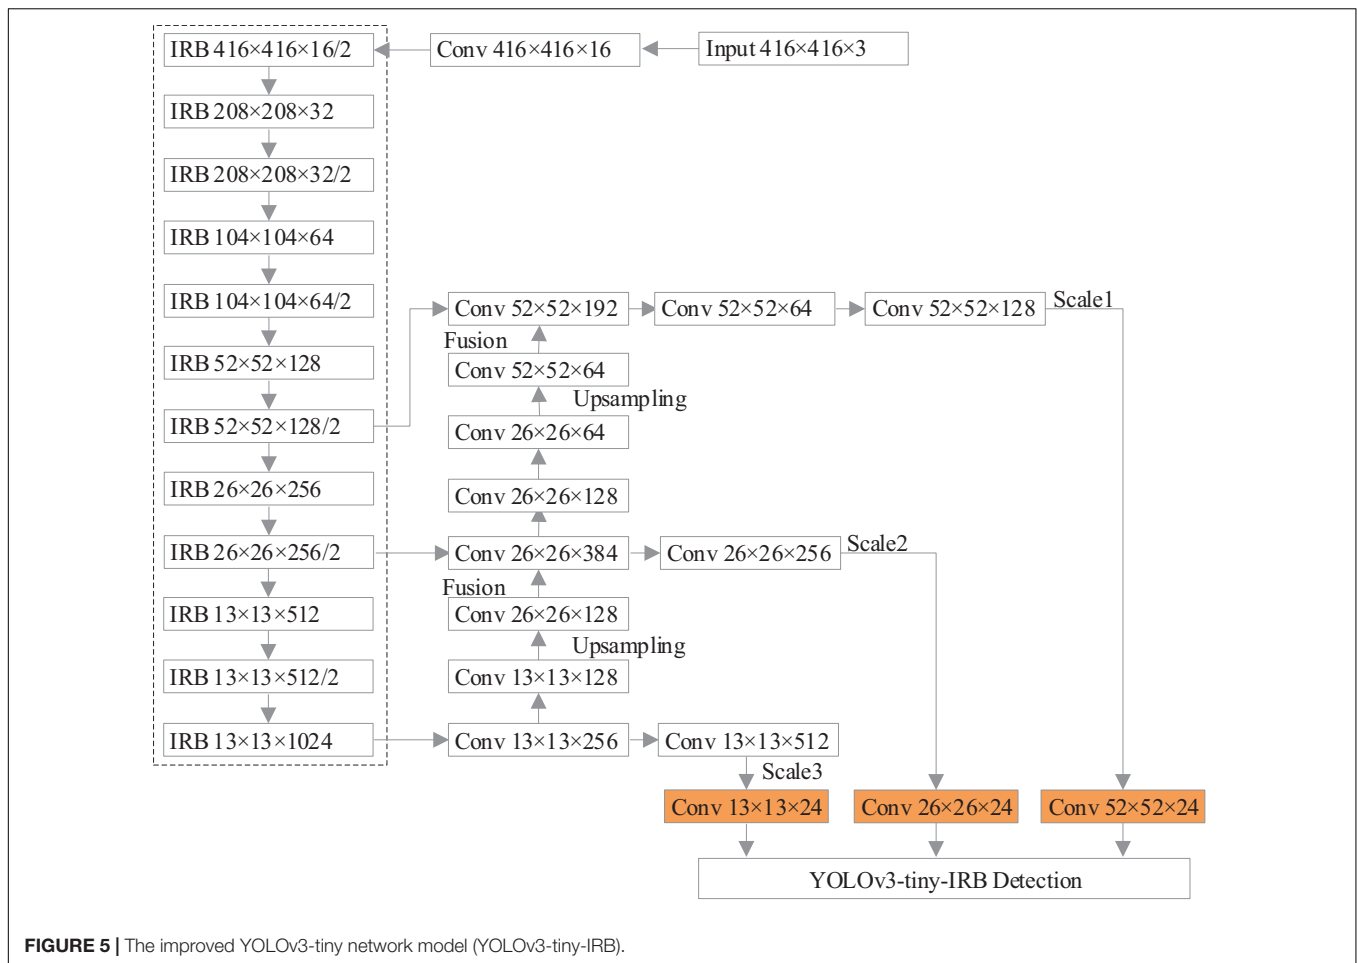 IRB 416×416×16/2
Conv 416×416×16
Input 416×416×3
IRB 208×208×32
IRB 208×208×32/2
IRB 104×104×64
IRB 104×104×64/2
IRB 52×52×128
IRB 52×52×128/2
IRB 26×26×256
IRB 26×26×256/2
IRB 13×13×512
IRB 13×13×512/2
IRB 13×13×1024
Conv 52×52×192
Conv 52×52×64
Conv 52×52×128
Scale1
Fusion
Conv 52×52×64
Upsampling
Conv 26×26×64
Conv 26×26×128
Conv 26×26×384
Conv 26×26×256
Scale2
Fusion
Conv 26×26×128
Upsampling
Conv 13×13×128
Conv 13×13×256
Conv 13×13×512
Scale3
Conv 13×13×24
Conv 26×26×24
Conv 52×52×24
YOLOv3-tiny-IRB Detection
FIGURE 5 | The improved YOLOv3-tiny network model (YOLOv3-tiny-IRB).